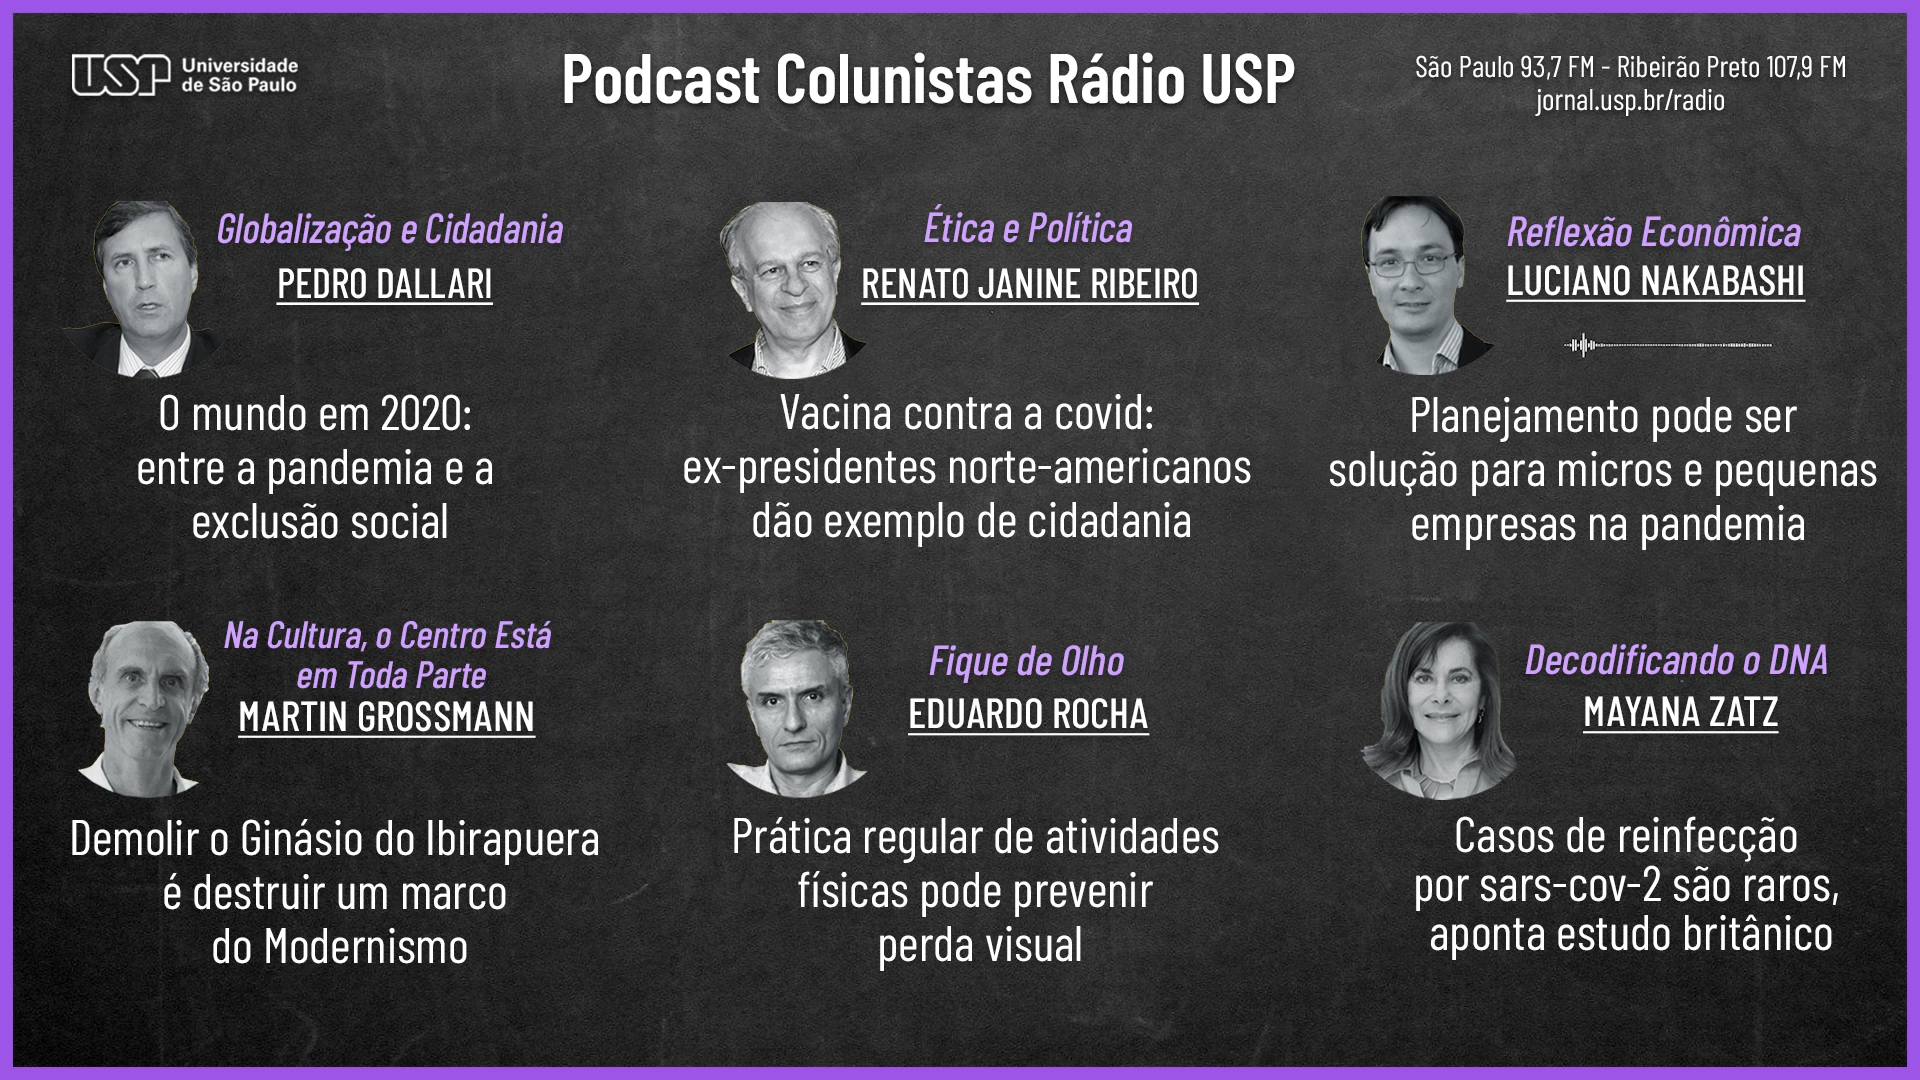 USP Universidade
de São Paulo
Podcast Colunistas Rádio USP
São Paulo 93,7 FM - Ribeirão Preto 107,9 FM
jornal.usp.br/radio
Globalização e Cidadania
PEDRO DALLARI
O mundo em 2020:
entre a pandemia e a
exclusão social
Ética e Política
RENATO JANINE RIBEIRO
Vacina contra a covid:
ex-presidentes norte-americanos
dão exemplo de cidadania
Reflexão Econômica
LUCIANO NAKABASHI
Planejamento pode ser
solução para micros e pequenas
empresas na pandemia
Na Cultura, o Centro Está
em Toda Parte
MARTIN GROSSMANN
Demolir o Ginásio do Ibirapuera
é destruir um marco
do Modernismo
Fique de Olho
EDUARDO ROCHA
Prática regular de atividades
físicas pode prevenir
perda visual
Decodificando o DNA
MAYANA ZATZ
Casos de reinfecção
por sars-cov-2 são raros,
aponta estudo britânico